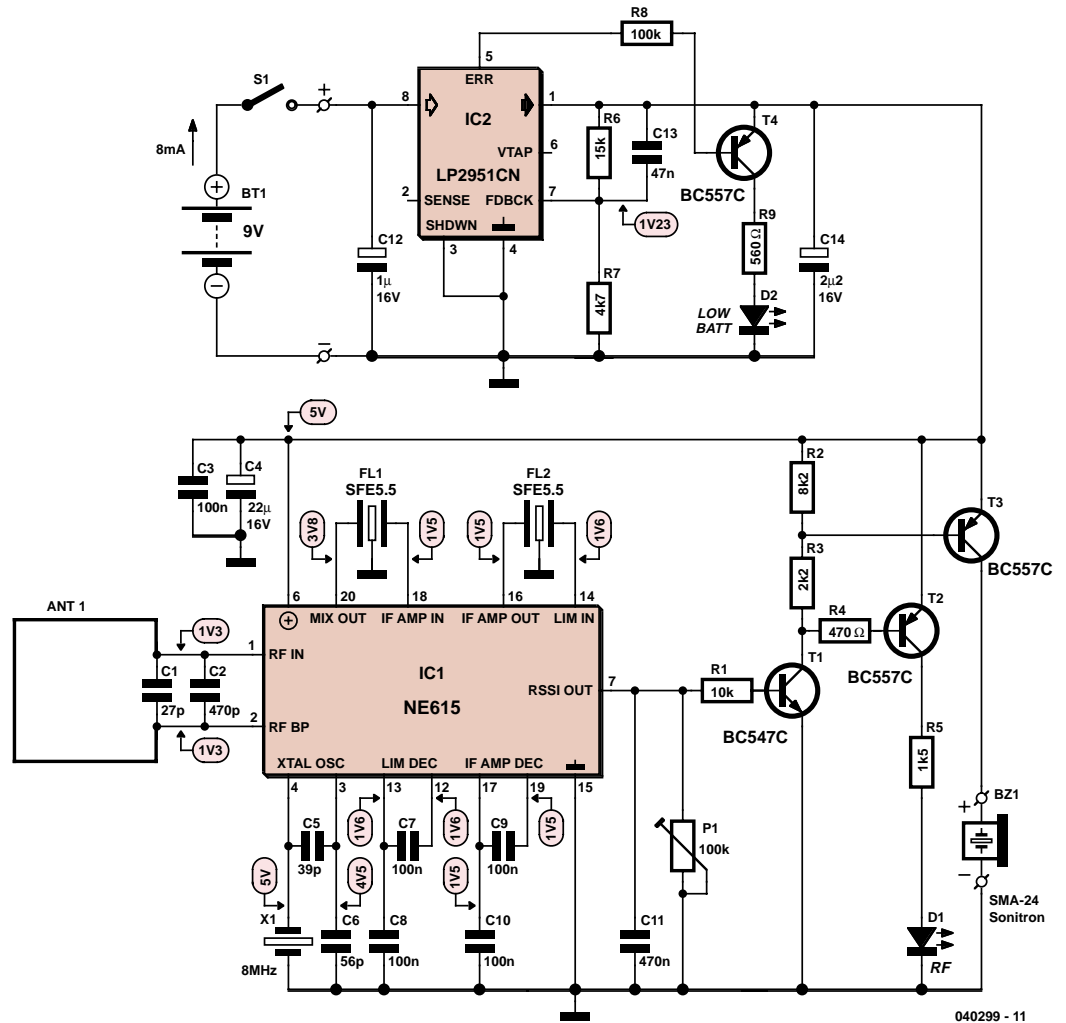 R8
100k
5
ERR
S1
+
8
1
IC2
T4
R6
15k
C13
47n
8mA
VTAP
6
BT1
LP2951CN
BC557C
2
SENSE
FDBCK
7
R9
9V
SHDWN
1V23
560 Ω
C14
C12
3
4
R7
4k7
2µ2
16V
1µ
16V
D2
LOW
BATT
–
5V
R2
8k2
C3
C4
FL1
SFE5.5
FL2
SFE5.5
100n
22µ
16V
3V8
1V5
1V5
1V6
T3
R3
2k2
BC557C
6
20
18
16
14
T2
ANT 1
+
MIX OUT
IF AMP IN
IF AMP OUT
LIM IN
R4
470 Ω
1V3
1
RF IN
T1
C1
C2
IC1
RSSI OUT
7
R1
10k
BC557C
27p
470p
NE615
2
RF BP
BC547C
R5
1k5
1V3
XTAL OSC
LIM DEC
IF AMP DEC
4
3
13
12
17
19
15
BZ1
+
C5
1V6
C7
1V6
C9
1V5
P1
100k
39p
100n
100n
5V
4V5
1V5
–
SMA-24
Sonitron
X1
C6
C8
C10
C11
D1
8MHz
56p
100n
100n
470n
RF
040299 - 11